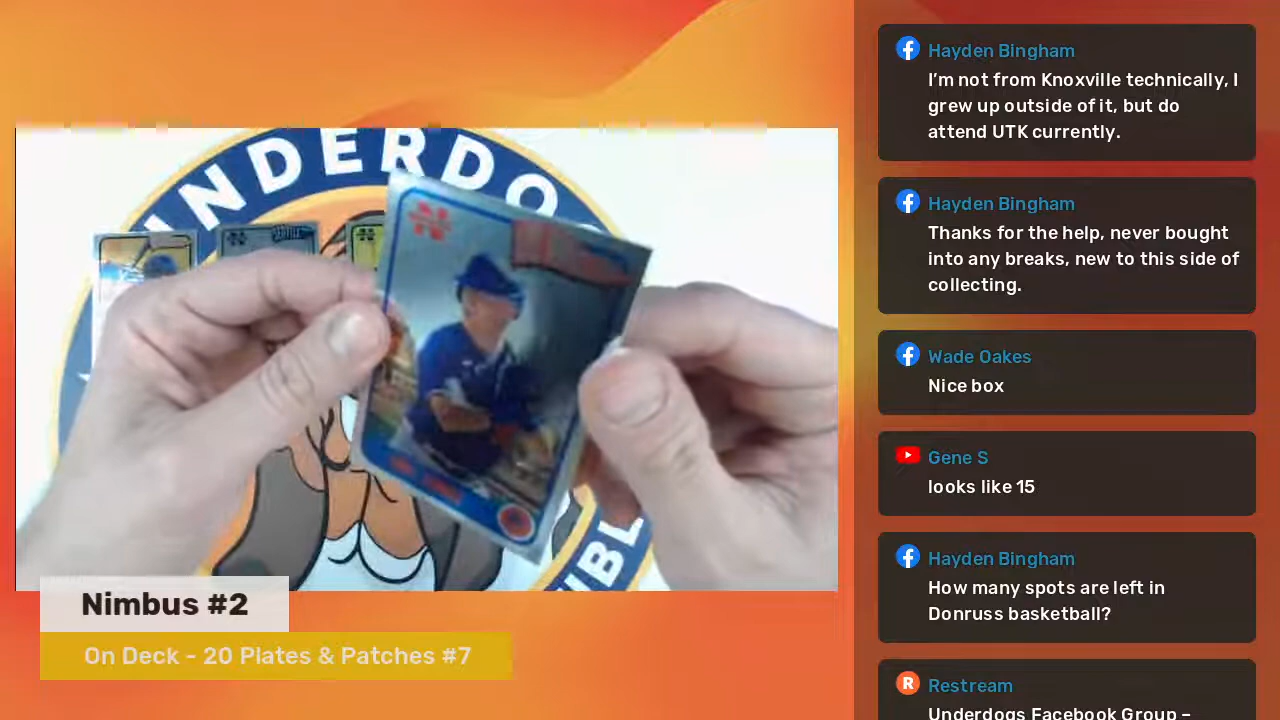 Hayden Bingham
I'm not from Knoxville technically, I
grew up outside of it, but do
attend UTK currently.
Hayden Bingham
Thanks for the help, never bought
into any breaks, new to this side of
collecting.
Wade Oakes
Nice box
Gene S
looks like 15
Hayden Bingham
How many spots are left in
Donruss basketball?
Restream
Underdogs Facebook Group –
UNDERDO
UBL
N
Nimbus #2
On Deck - 20 Plates & Patches #7